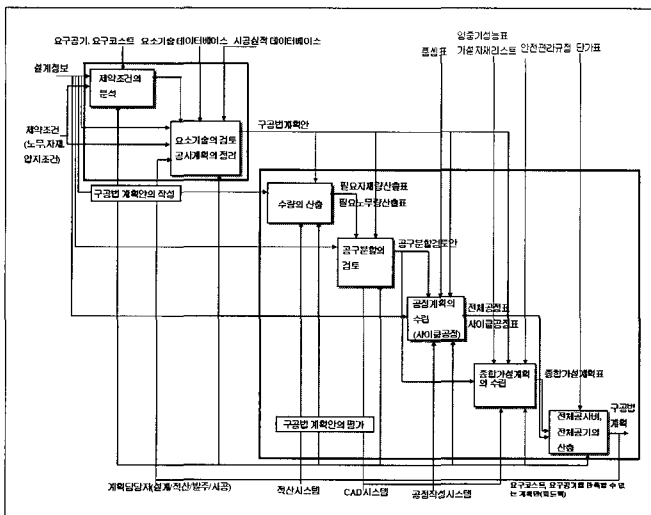 요구공기, 요구코스트
요소기술 데이터베이스
시공실적 데이터베이스
품셈표
양중기성능표
가설자재리스트
안전관리규정
단가표
설계정보
제약조건의
분석
제약조건
(노무,자재,
입지조건)
요소기술의 검토
공사계획의 정리
구공법계획안
구공법 계획안의 작성
수량의 산출
필요자재량산출표
필요노무량산출표
공구분할의
검토
공구분할검토안
공정계획의
수립
(사이클공정)
전체공정표
사이클공정표
종합가설계획
의 수립
종합가설계획표
구공법 계획안의 평가
전체공사비,
전체공기의
산출
구공법
계획
계획담당자(설계/적산/발주/시공)
적산시스템
CAD 시스템
공정작성시스템
요구코스트, 요구공기를 만족할 수 없
는 계획안(피드백)